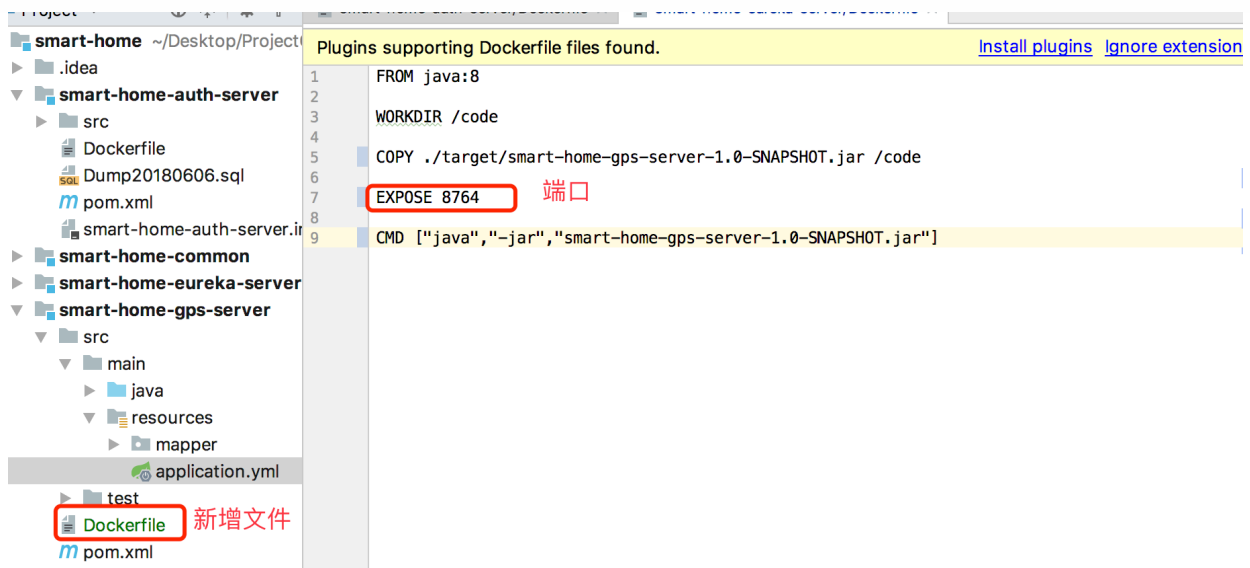 smart-home ~/Desktop/Project
Plugins supporting Dockerfile files found.
Install plugins
Ignore extension
.idea
smart-home-auth-server
src
Dockerfile
Dump20180606.sql
pom.xml
smart-home-auth-server.i
smart-home-common
smart-home-eureka-server
smart-home-gps-server
src
main
java
resources
mapper
application.yml
test
Dockerfile
新增文件
pom.xml
1 FROM java:8
2
3 WORKDIR /code
4
5 COPY ./target/smart-home-gps-server-1.0-SNAPSHOT.jar /code
6
7 EXPOSE 8764
端口
8
9 CMD ["java","-jar","smart-home-gps-server-1.0-SNAPSHOT.jar"]